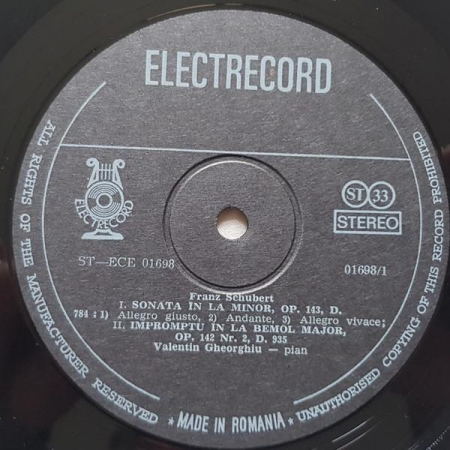 ELECTRECORD
ELECTRECORD
ST 33
STEREO
ST—ECE 01698
01698/1
Franz Schubert
I. SONATA IN LA MINOR, OP. 143, D.
784 : 1) Allegro giusto, 2) Andante, 3) Allegro vivace;
II. IMPROMPTU ÎN LA BEMOL MAJOR,
OP. 142 Nr. 2, D. 935
Valentin Gheorghiu — pian
ALL RIGHTS OF THE MANUFACTURER RESERVED * MADE IN ROMANIA * UNAUTHORISED COPYING OF THIS RECORD PROHIBITED